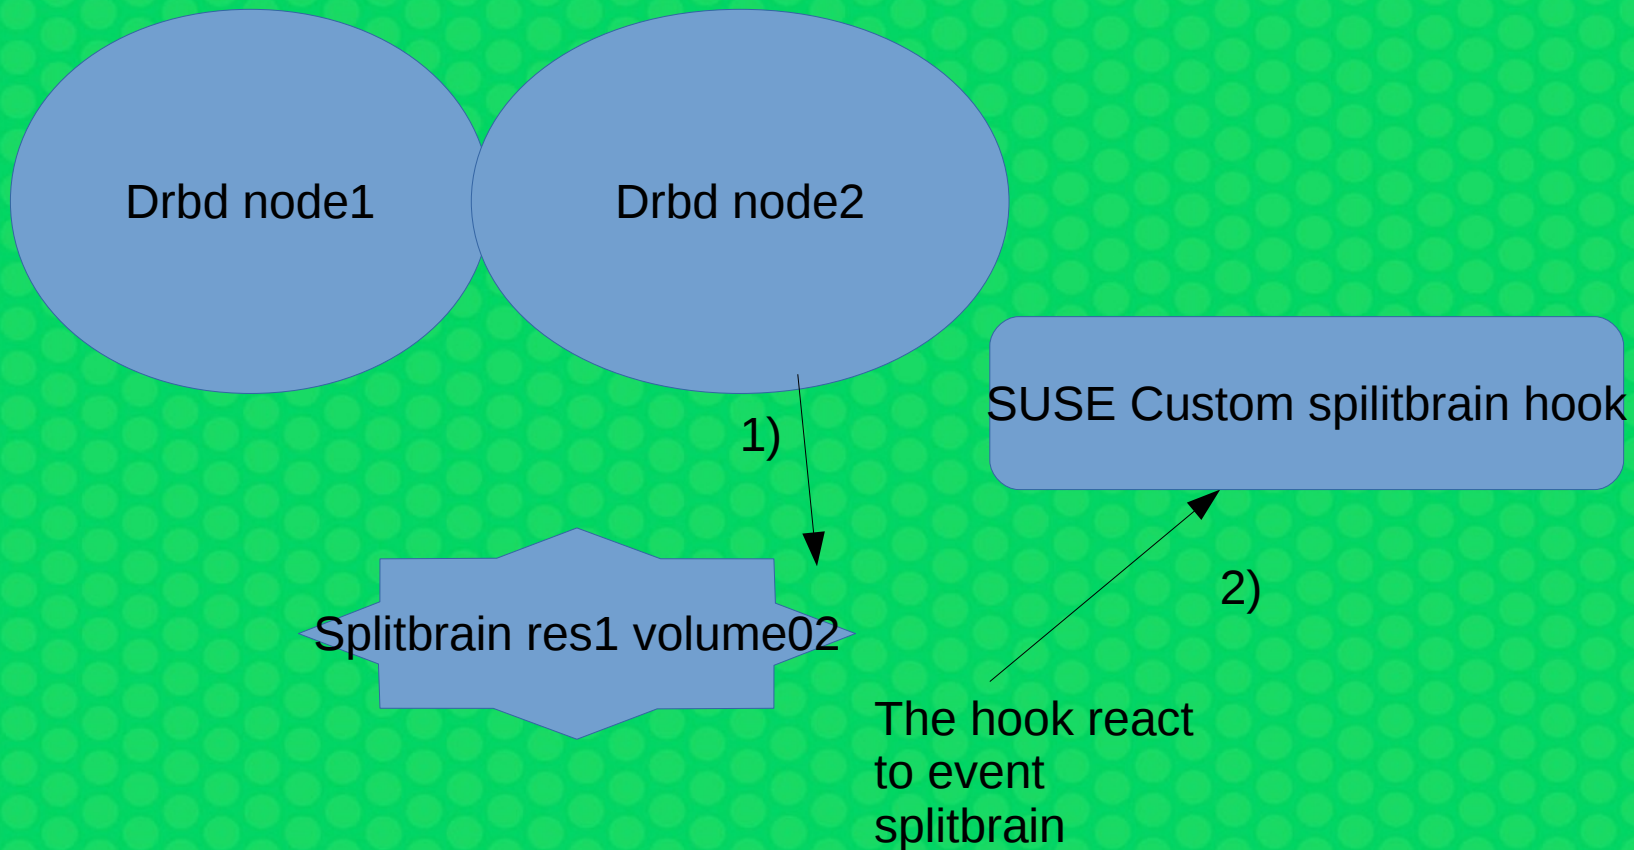 Drbd node1
Drbd node2
SUSE Custom spilitbrain hook
1)
2)
Splitbrain res1 volume02
The hook react
to event
splitbrain